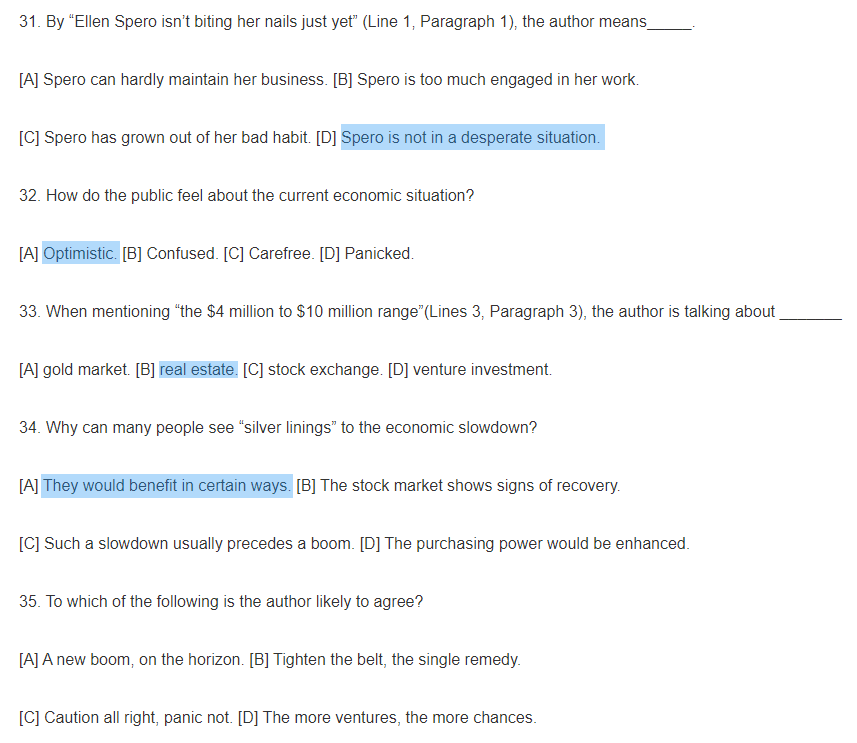 31. By “Ellen Spero isn’t biting her nails just yet” (Line 1, Paragraph 1), the author means_____.
[A] Spero can hardly maintain her business. [B] Spero is too much engaged in her work.
[C] Spero has grown out of her bad habit. [D] Spero is not in a desperate situation.
32. How do the public feel about the current economic situation?
[A] Optimistic. [B] Confused. [C] Carefree. [D] Panicked.
33. When mentioning “the $4 million to $10 million range”(Lines 3, Paragraph 3), the author is talking about _______
[A] gold market. [B] real estate. [C] stock exchange. [D] venture investment.
34. Why can many people see “silver linings” to the economic slowdown?
[A] They would benefit in certain ways. [B] The stock market shows signs of recovery.
[C] Such a slowdown usually precedes a boom. [D] The purchasing power would be enhanced.
35. To which of the following is the author likely to agree?
[A] A new boom, on the horizon. [B] Tighten the belt, the single remedy.
[C] Caution all right, panic not. [D] The more ventures, the more chances.